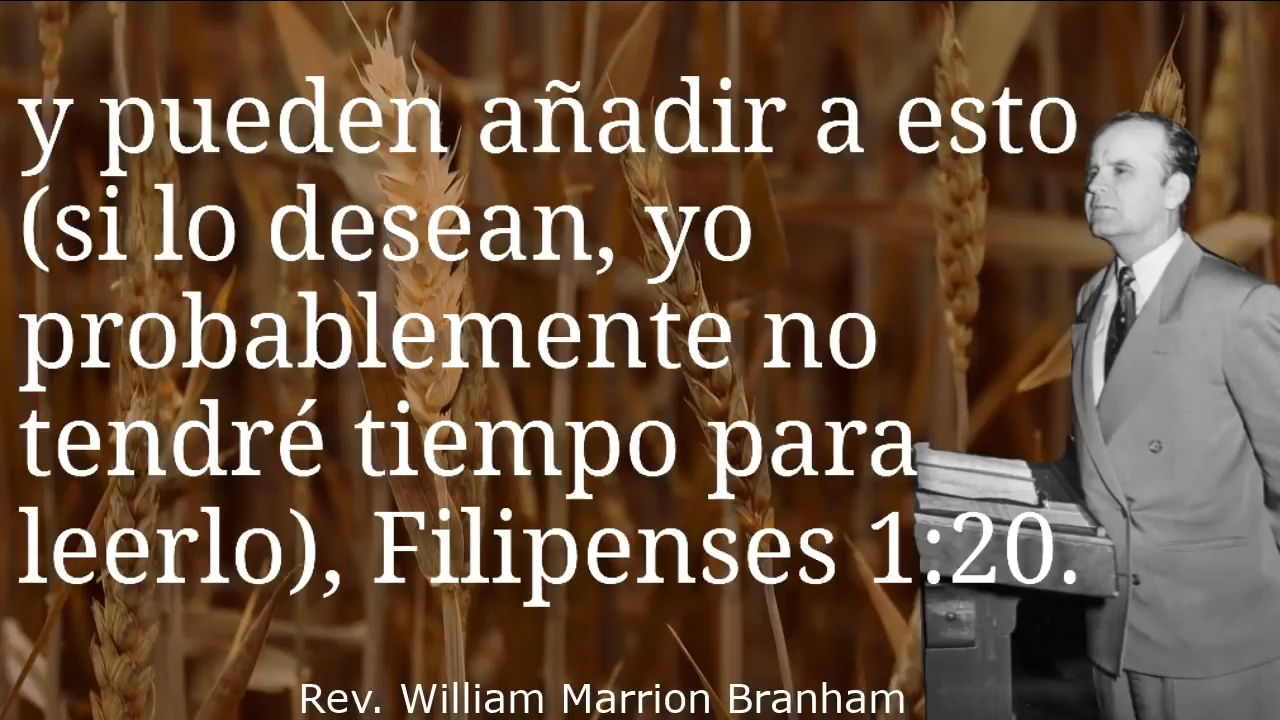 y pueden añadir a esto
(si lo desean, yo
probablemente no
tendré tiempo para
leerlo), Filipenses 1:20.
Rev. William Marrion Branham